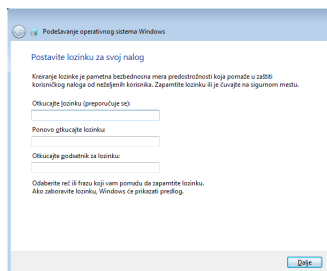 Podešavanje operativnog sistema Windows
Postavite lozinku za svoj nalog
Kreiranje lozinke je pametna bezbednosna mera predostrožnosti koja pomaže u zaštiti
korisničkog naloga od neželjenih korisnika. Zapamtite lozinku ili je čuvajte na sigurnom mestu.
Otkucajte lozinku (preporučuje se):
Ponovo otkucajte lozinku:
Otkucajte podsetnik za lozinku:
Odaberite reč ili frazu koji vam pomažu da zapamtite lozinku.
Ako zaboravite lozinku, Windows će prikazati predlog.
Dalje